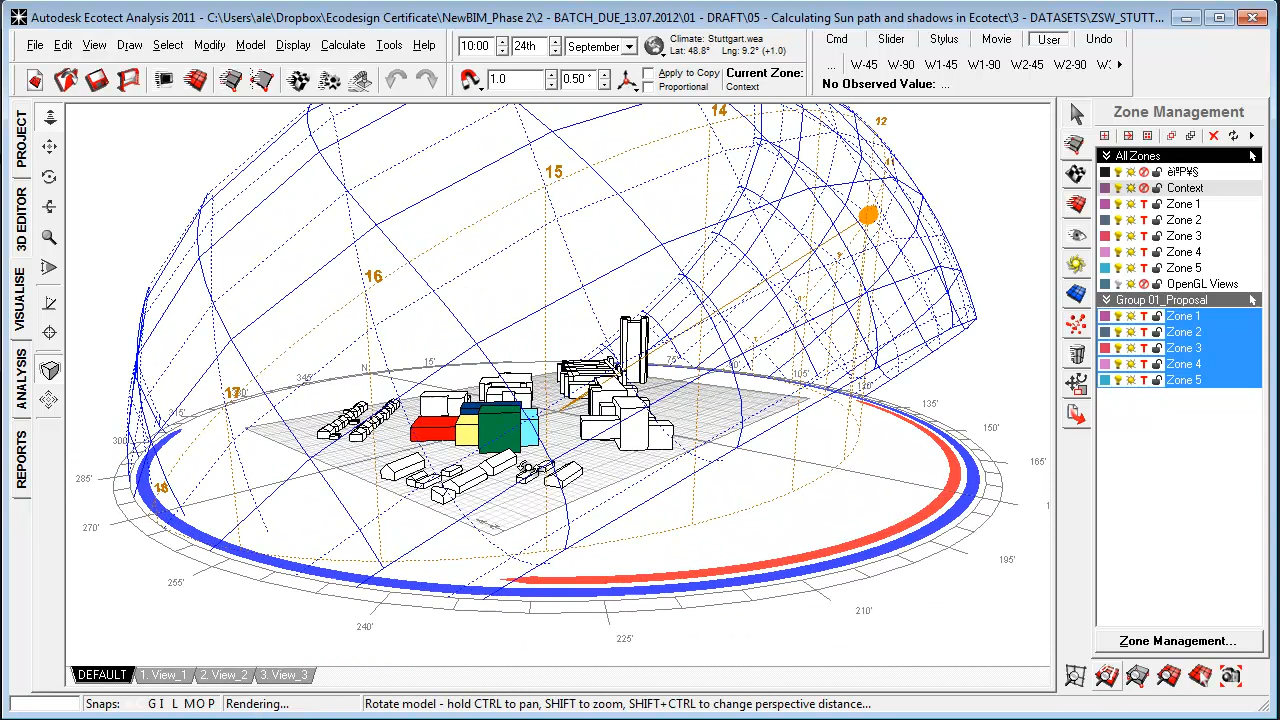 Autodesk Ecotect Analysis 2011 - C:\Users\ale\Dropbox\Ecodesign Certificate\NewBIM_Phase 2\2 - BATCH_DUE_13.07.2012\01 - DRAFT\05 - Calculating Sun path and shadows in Ecotect\3 - DATASETS\ZSW_STUTT...
File Edit View Draw Select Modify Model Display Calculate Tools Help
10:00 24th September
Climate: Stuttgart.wea
Lat: 48.8° Lng: 9.2° (+1.0)
Cmd Slider Stylus Movie User Undo
... W-45 W-90 W1-45 W1-90 W2-45 W2-90
1.0 0.50 °
Apply to Copy
Proportional
Current Zone:
Context
No Observed Value: ...
PROJECT
3D EDITOR
VISUALISE
ANALYSIS
REPORTS
14
12
11
15
16
17
18
15'
N
345'
75'
90'
105'
120'
135'
150'
165'
195'
210'
225'
240'
255'
270'
285'
300'
Zone Management
All Zones
Context
Zone 1
Zone 2
Zone 3
Zone 4
Zone 5
OpenGL Views
Group 01_Proposal
Zone 1
Zone 2
Zone 3
Zone 4
Zone 5
Zone Management...
DEFAULT 1. View_1 2. View_2 3. View_3
Snaps: G I L M O P Rendering... Rotate model - hold CTRL to pan, SHIFT to zoom, SHIFT+CTRL to change perspective distance...